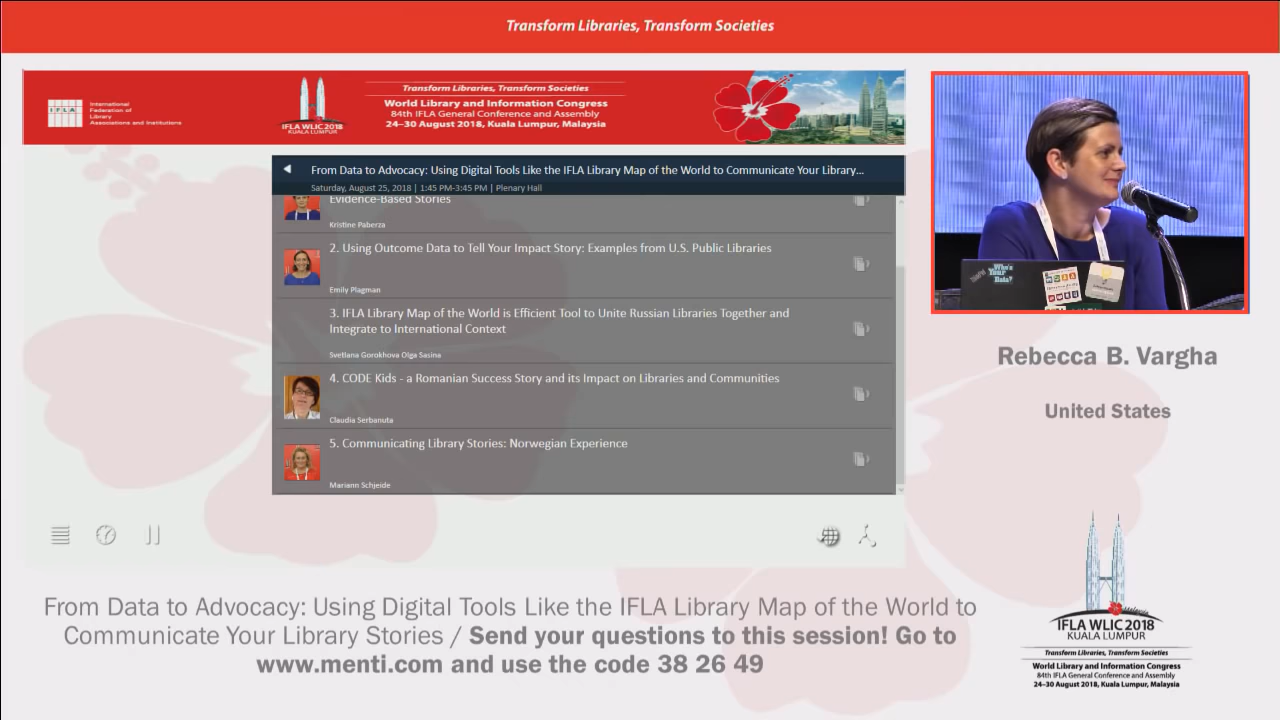 Transform Libraries, Transform Societies
IFLA
International
Federation of
Library
Associations and Institutions
IFLA WLIC 2018
KUALA LUMPUR
Transform Libraries, Transform Societies
World Library and Information Congress
84th IFLA General Conference and Assembly
24–30 August 2018, Kuala Lumpur, Malaysia
From Data to Advocacy: Using Digital Tools Like the IFLA Library Map of the World to Communicate Your Library...
Saturday, August 25, 2018 | 1:45 PM-3:45 PM | Plenary Hall
Evidence-Based Stories
Kristine Paberza
2. Using Outcome Data to Tell Your Impact Story: Examples from U.S. Public Libraries
Emily Plagman
3. IFLA Library Map of the World is Efficient Tool to Unite Russian Libraries Together and
Integrate to International Context
Svetlana Gorokhova Olga Sasina
4. CODE Kids - a Romanian Success Story and its Impact on Libraries and Communities
Claudia Serbanuta
5. Communicating Library Stories: Norwegian Experience
Mariann Schjeide
Who's
Your
Data?
Rebecca B. Vargha
United States
From Data to Advocacy: Using Digital Tools Like the IFLA Library Map of the World to
Communicate Your Library Stories / Send your questions to this session! Go to
www.menti.com and use the code 38 26 49
Malaysia
IFLA WLIC 2018
KUALA LUMPUR
Transform Libraries, Transform Societies
World Library and Information Congress
84th IFLA General Conference and Assembly
24–30 August 2018, Kuala Lumpur, Malaysia